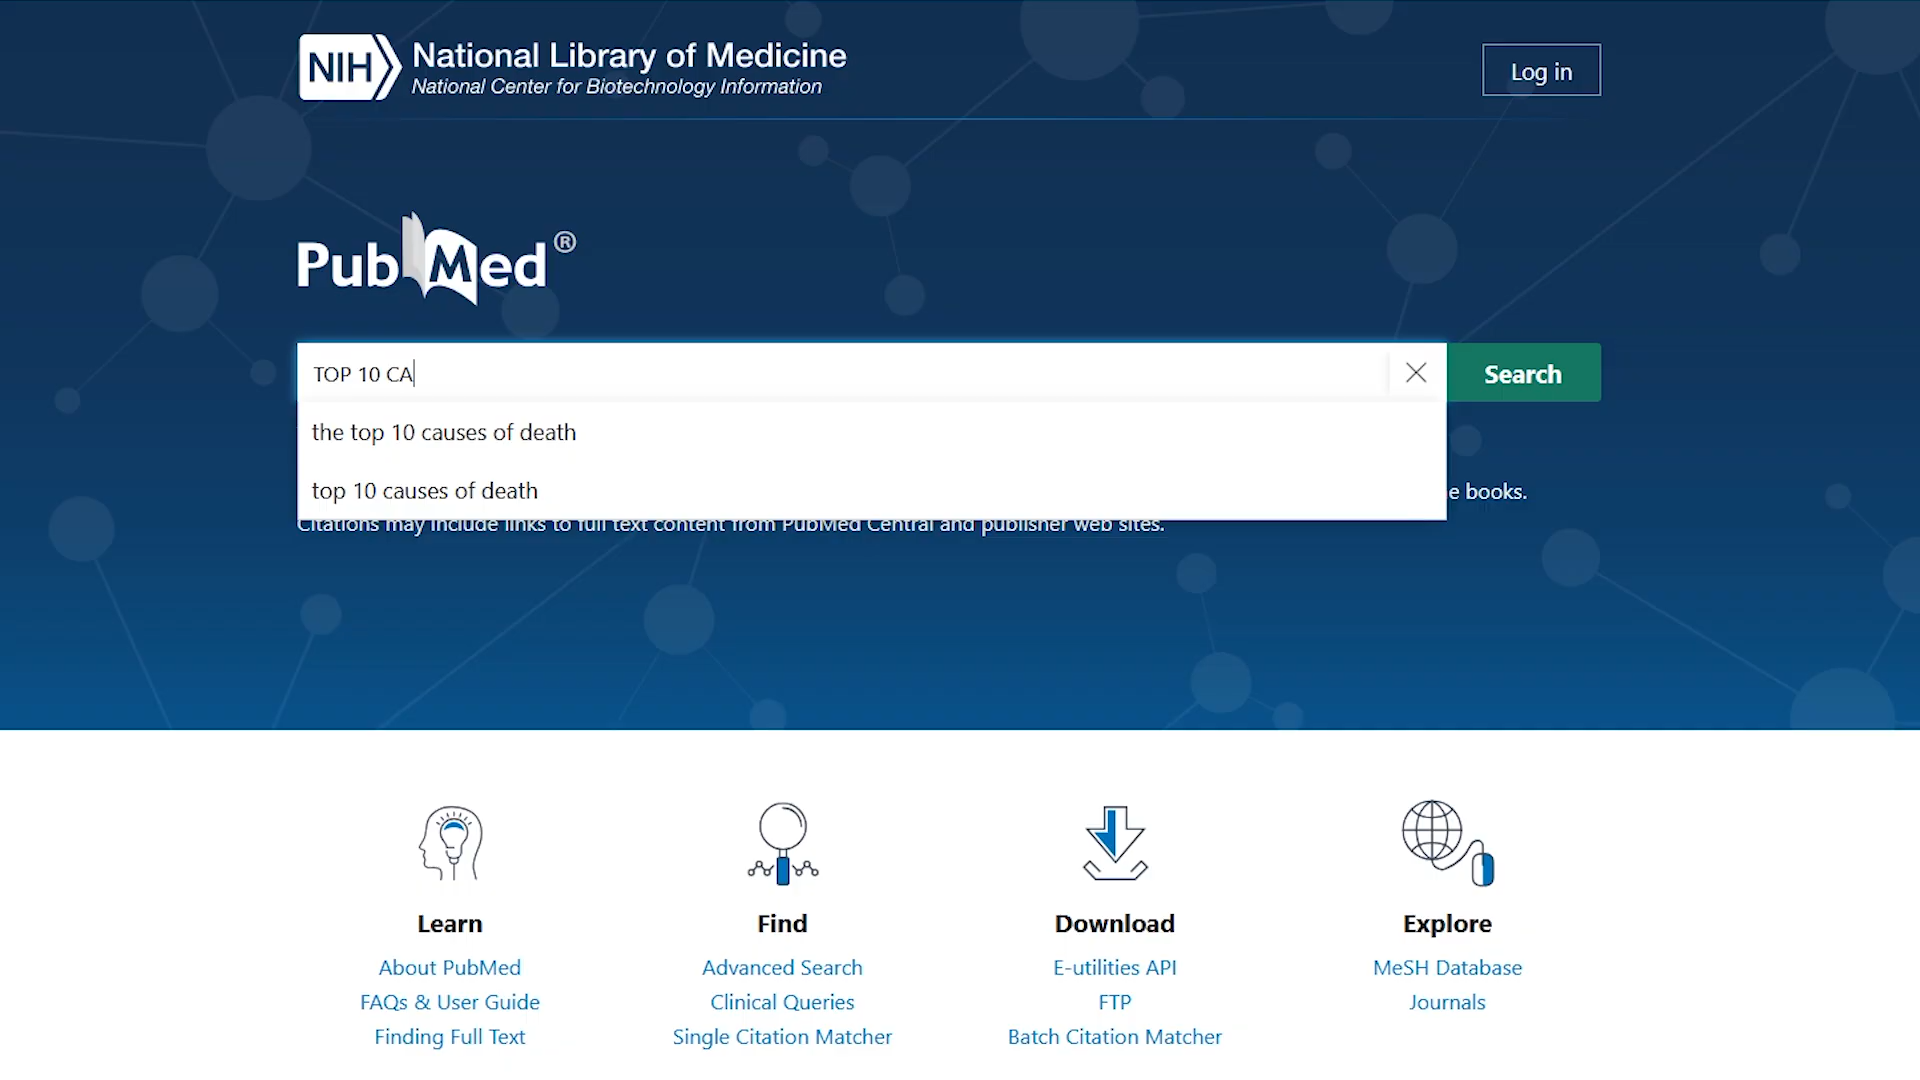 NIH National Library of Medicine
National Center for Biotechnology Information
Log in
PubMed®
TOP 10 CA
Search
the top 10 causes of death
top 10 causes of death
e books.
Citations may include links to full text content from PubMed Central and publisher web sites.
Learn
About PubMed
FAQs & User Guide
Finding Full Text
Find
Advanced Search
Clinical Queries
Single Citation Matcher
Download
E-utilities API
FTP
Batch Citation Matcher
Explore
MeSH Database
Journals